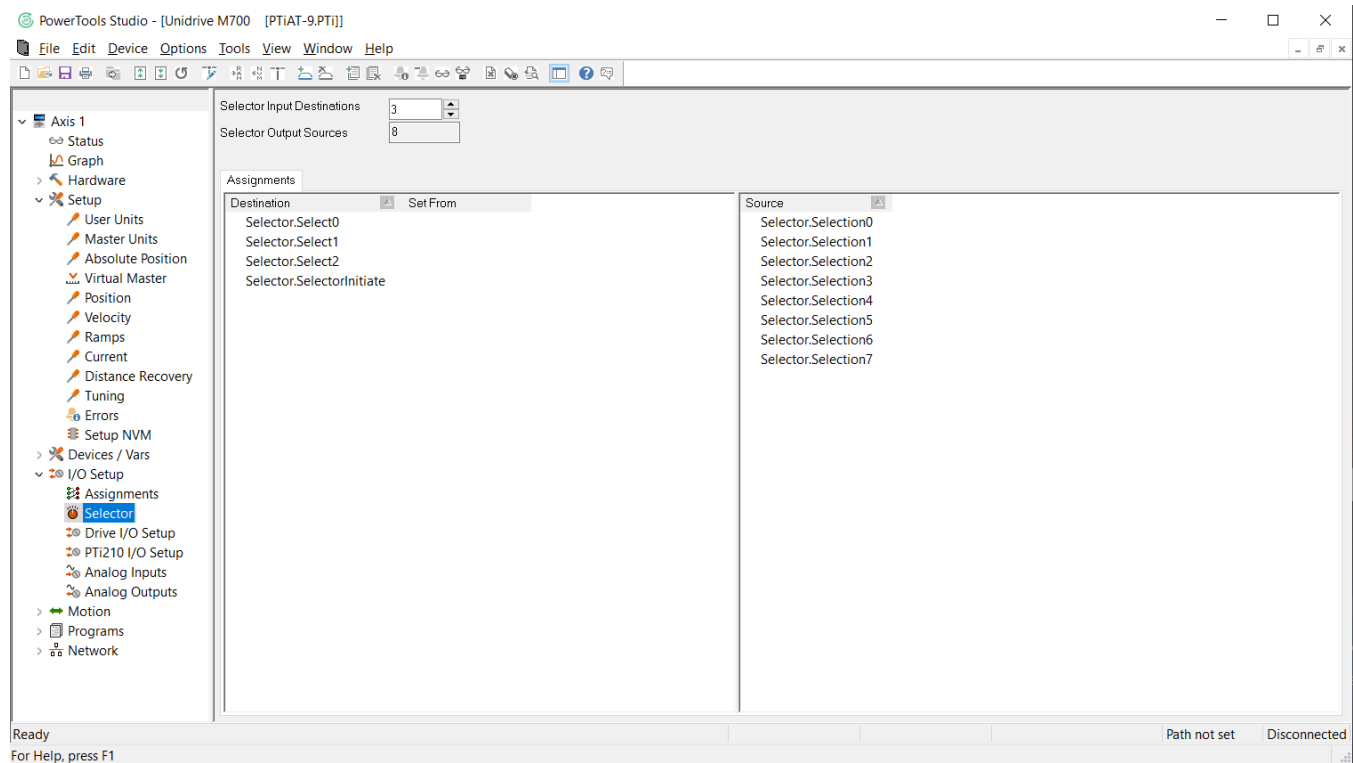 PowerTools Studio - [Unidrive M700 [PTiAT-9.PTi]]
File Edit Device Options Tools View Window Help
Selector Input Destinations 3
Selector Output Sources 8
Axis 1
Status
Graph
Hardware
Setup
User Units
Master Units
Absolute Position
Virtual Master
Position
Velocity
Ramps
Current
Distance Recovery
Tuning
Errors
Setup NVM
Devices / Vars
I/O Setup
Assignments
Selector
Drive I/O Setup
PTi210 I/O Setup
Analog Inputs
Analog Outputs
Motion
Programs
Network
Assignments
Destination Set From
Selector.Select0
Selector.Select1
Selector.Select2
Selector.SelectorInitiate
Source
Selector.Selection0
Selector.Selection1
Selector.Selection2
Selector.Selection3
Selector.Selection4
Selector.Selection5
Selector.Selection6
Selector.Selection7
Ready Path not set Disconnected
For Help, press F1